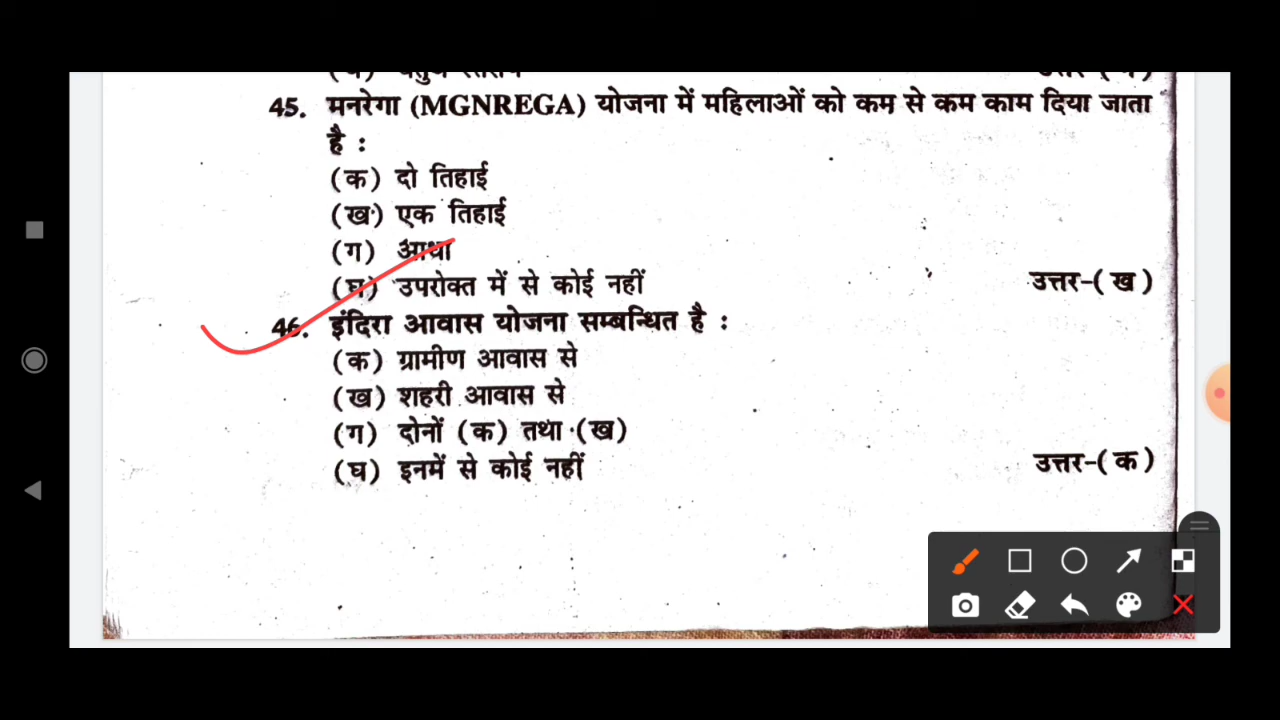 45. मनरेगा (MGNREGA) योजना में महिलाओं को कम से कम काम दिया जाता
है :
(क) दो तिहाई
(ख) एक तिहाई
(ग) आधा
(घ) उपरोक्त में से कोई नहीं उत्तर-(ख)
46. इंदिरा आवास योजना सम्बन्धित है :
(क) ग्रामीण आवास से
(ख) शहरी आवास से
(ग) दोनों (क) तथा (ख)
(घ) इनमें से कोई नहीं उत्तर-(क)